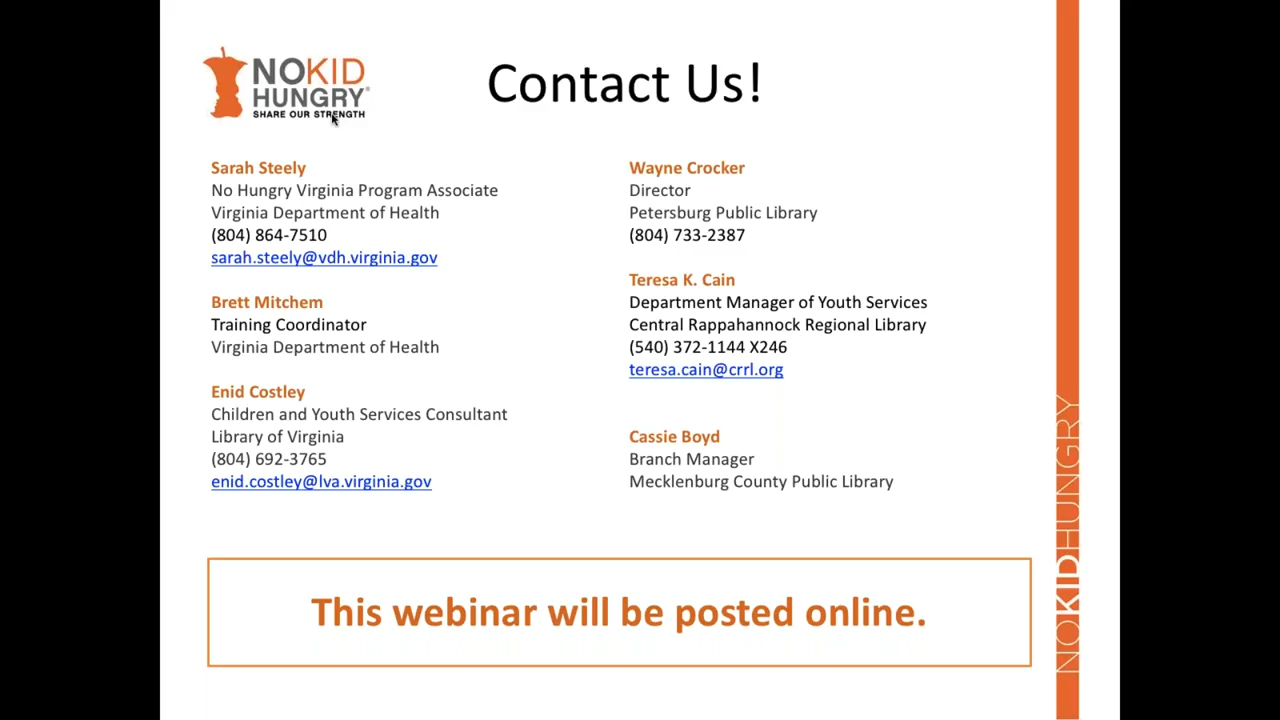 NOKID
HUNGRY®
SHARE OUR STRENGTH
Contact Us!
Sarah Steely
No Hungry Virginia Program Associate
Virginia Department of Health
(804) 864-7510
sarah.steely@vdh.virginia.gov
Brett Mitchem
Training Coordinator
Virginia Department of Health
Enid Costley
Children and Youth Services Consultant
Library of Virginia
(804) 692-3765
enid.costley@lva.virginia.gov
Wayne Crocker
Director
Petersburg Public Library
(804) 733-2387
Teresa K. Cain
Department Manager of Youth Services
Central Rappahannock Regional Library
(540) 372-1144 X246
teresa.cain@crrl.org
Cassie Boyd
Branch Manager
Mecklenburg County Public Library
This webinar will be posted online.
NOKIDHUNGRY